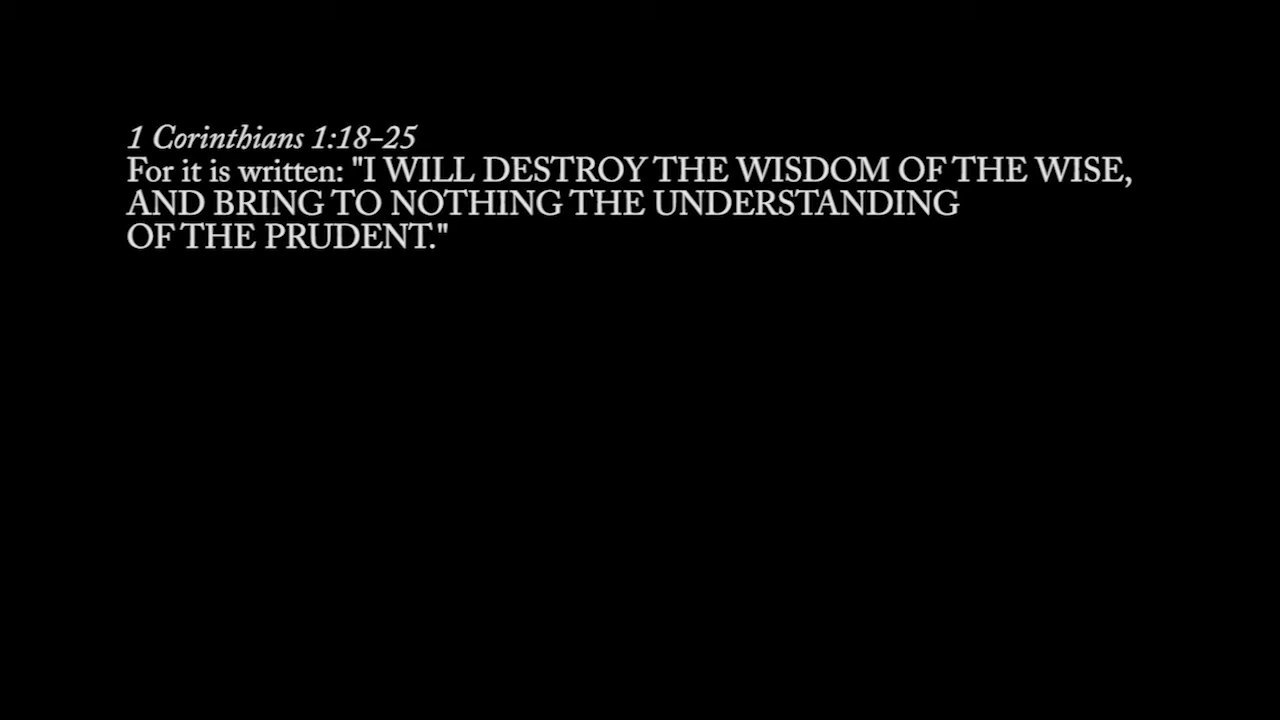 1 Corinthians 1:18-25
For it is written: "I WILL DESTROY THE WISDOM OF THE WISE,
AND BRING TO NOTHING THE UNDERSTANDING
OF THE PRUDENT."